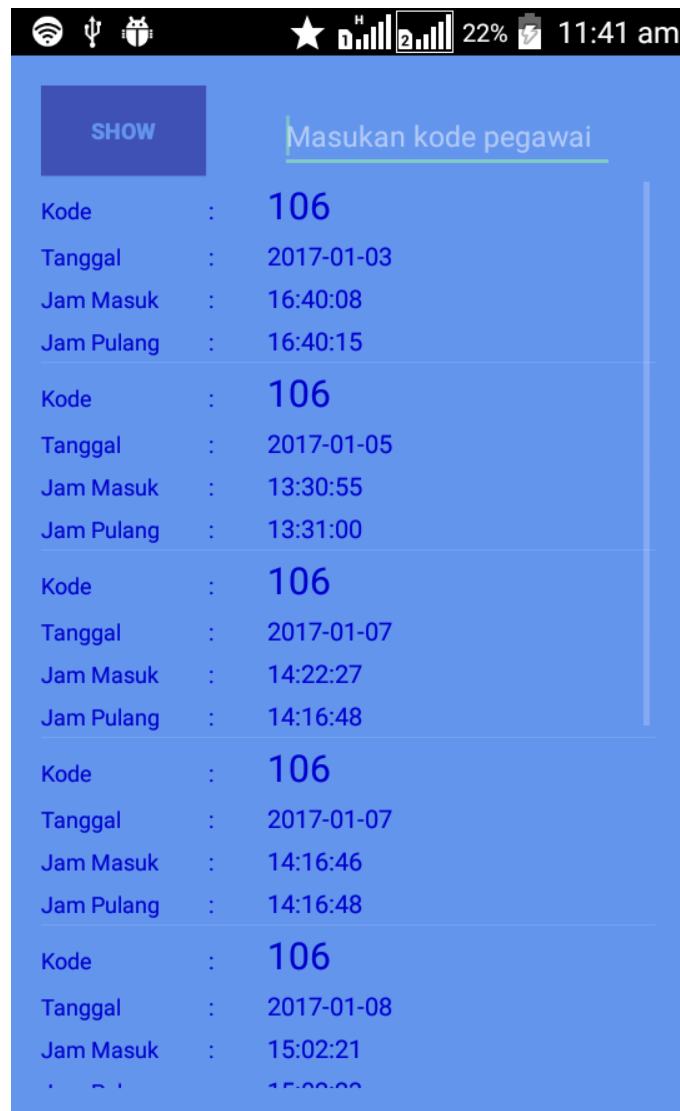 22% 11:41 am
SHOW Masukan kode pegawai
Kode : 106
Tanggal : 2017-01-03
Jam Masuk : 16:40:08
Jam Pulang : 16:40:15
Kode : 106
Tanggal : 2017-01-05
Jam Masuk : 13:30:55
Jam Pulang : 13:31:00
Kode : 106
Tanggal : 2017-01-07
Jam Masuk : 14:22:27
Jam Pulang : 14:16:48
Kode : 106
Tanggal : 2017-01-07
Jam Masuk : 14:16:46
Jam Pulang : 14:16:48
Kode : 106
Tanggal : 2017-01-08
Jam Masuk : 15:02:21